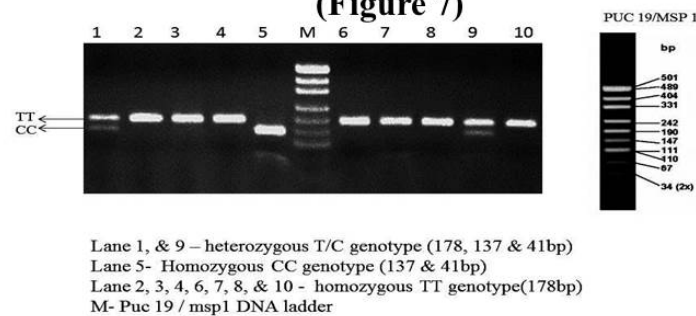 (Figure 7)
PUC 19/MSP 1
1 2 3 4 5 M 6 7 8 9 10
bp
TT
CC
501
489
404
331
242
190
147
111
110
67
34 (2x)
Lane 1, & 9 – heterozygous T/C genotype (178, 137 & 41bp)
Lane 5- Homozygous CC genotype (137 & 41bp)
Lane 2, 3, 4, 6, 7, 8, & 10 - homozygous TT genotype(178bp)
M- Puc 19 / msp1 DNA ladder